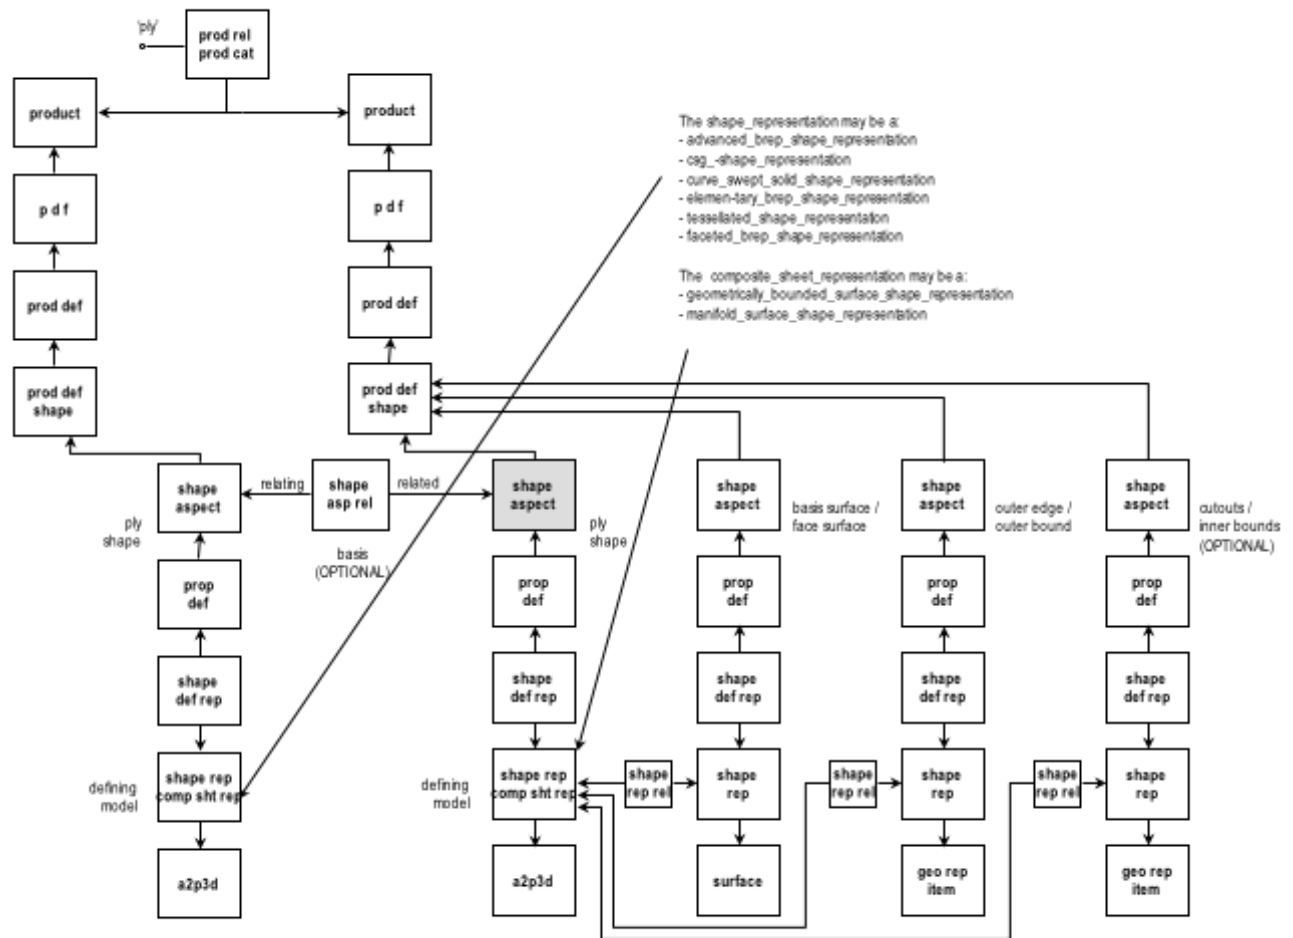 'ply'
prod rel
prod cat
product
product
The shape_representation may be a:
- advanced_brep_shape_representation
- csg_-shape_representation
- curve_swept_solid_shape_representation
- elemen-tary_brep_shape_representation
- tessellated_shape_representation
- faceted_brep_shape_representation
p d f
p d f
The composite_sheet_representation may be a:
- geometrically_bounded_surface_shape_representation
- manifold_surface_shape_representation
prod def
prod def
prod def
shape
prod def
shape
shape
aspect
relating
shape
asp rel
related
shape
aspect
shape
aspect
basis surface /
face surface
shape
aspect
outer edge /
outer bound
shape
aspect
cutouts /
inner bounds
(OPTIONAL)
ply
shape
basis
(OPTIONAL)
ply
shape
prop
def
prop
def
prop
def
prop
def
prop
def
shape
def rep
shape
def rep
shape
def rep
shape
def rep
shape
def rep
defining
model
shape rep
comp sht rep
defining
model
shape rep
comp sht rep
shape
rep rel
shape
rep
shape
rep rel
shape
rep
shape
rep rel
shape
rep
a2p3d
a2p3d
surface
geo rep
item
geo rep
item